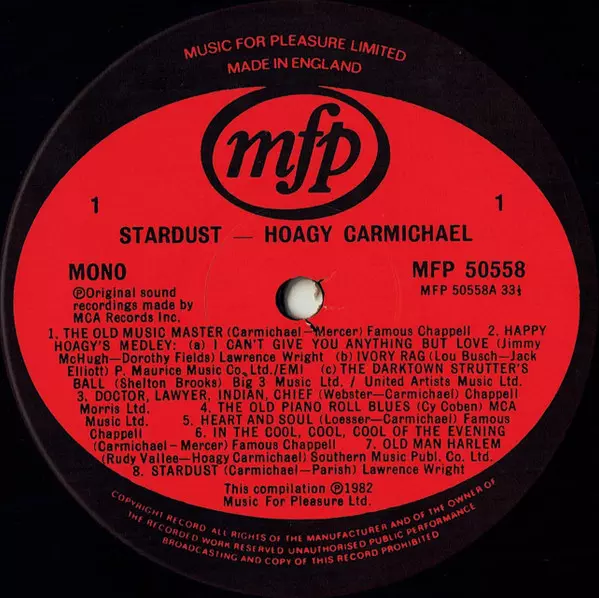 MUSIC FOR PLEASURE LIMITED
MADE IN ENGLAND
mfp
1
1
STARDUST — HOAGY CARMICHAEL
MONO
MFP 50558
ⓅOriginal sound
recordings made by
MCA Records Inc.
MFP 50558A 33⅓
1. THE OLD MUSIC MASTER (Carmichael—Mercer) Famous Chappell 2. HAPPY
HOAGY'S MEDLEY: (a) I CAN'T GIVE YOU ANYTHING BUT LOVE (Jimmy
McHugh—Dorothy Fields) Lawrence Wright (b) IVORY RAG (Lou Busch—Jack
Elliott) P. Maurice Music Co. Ltd./EMI (c) THE DARKTOWN STRUTTER'S
BALL (Shelton Brooks) Big 3 Music Ltd. / United Artists Music Ltd.
3. DOCTOR, LAWYER, INDIAN, CHIEF (Webster—Carmichael) Chappell
Morris Ltd. 4. THE OLD PIANO ROLL BLUES (Cy Coben) MCA
Music Ltd. 5. HEART AND SOUL (Loesser—Carmichael) Famous
Chappell 6. IN THE COOL, COOL, COOL OF THE EVENING
(Carmichael—Mercer) Famous Chappell 7. OLD MAN HARLEM
(Rudy Vallee—Hoagy Carmichael) Southern Music Publ. Co. Ltd.
8. STARDUST (Carmichael—Parish) Lawrence Wright
This compilation Ⓟ1982
Music For Pleasure Ltd.
COPYRIGHT RECORD. ALL RIGHTS OF THE MANUFACTURER AND OF THE OWNER OF
THE RECORDED WORK RESERVED UNAUTHORISED PUBLIC PERFORMANCE
BROADCASTING AND COPY OF THIS RECORD PROHIBITED